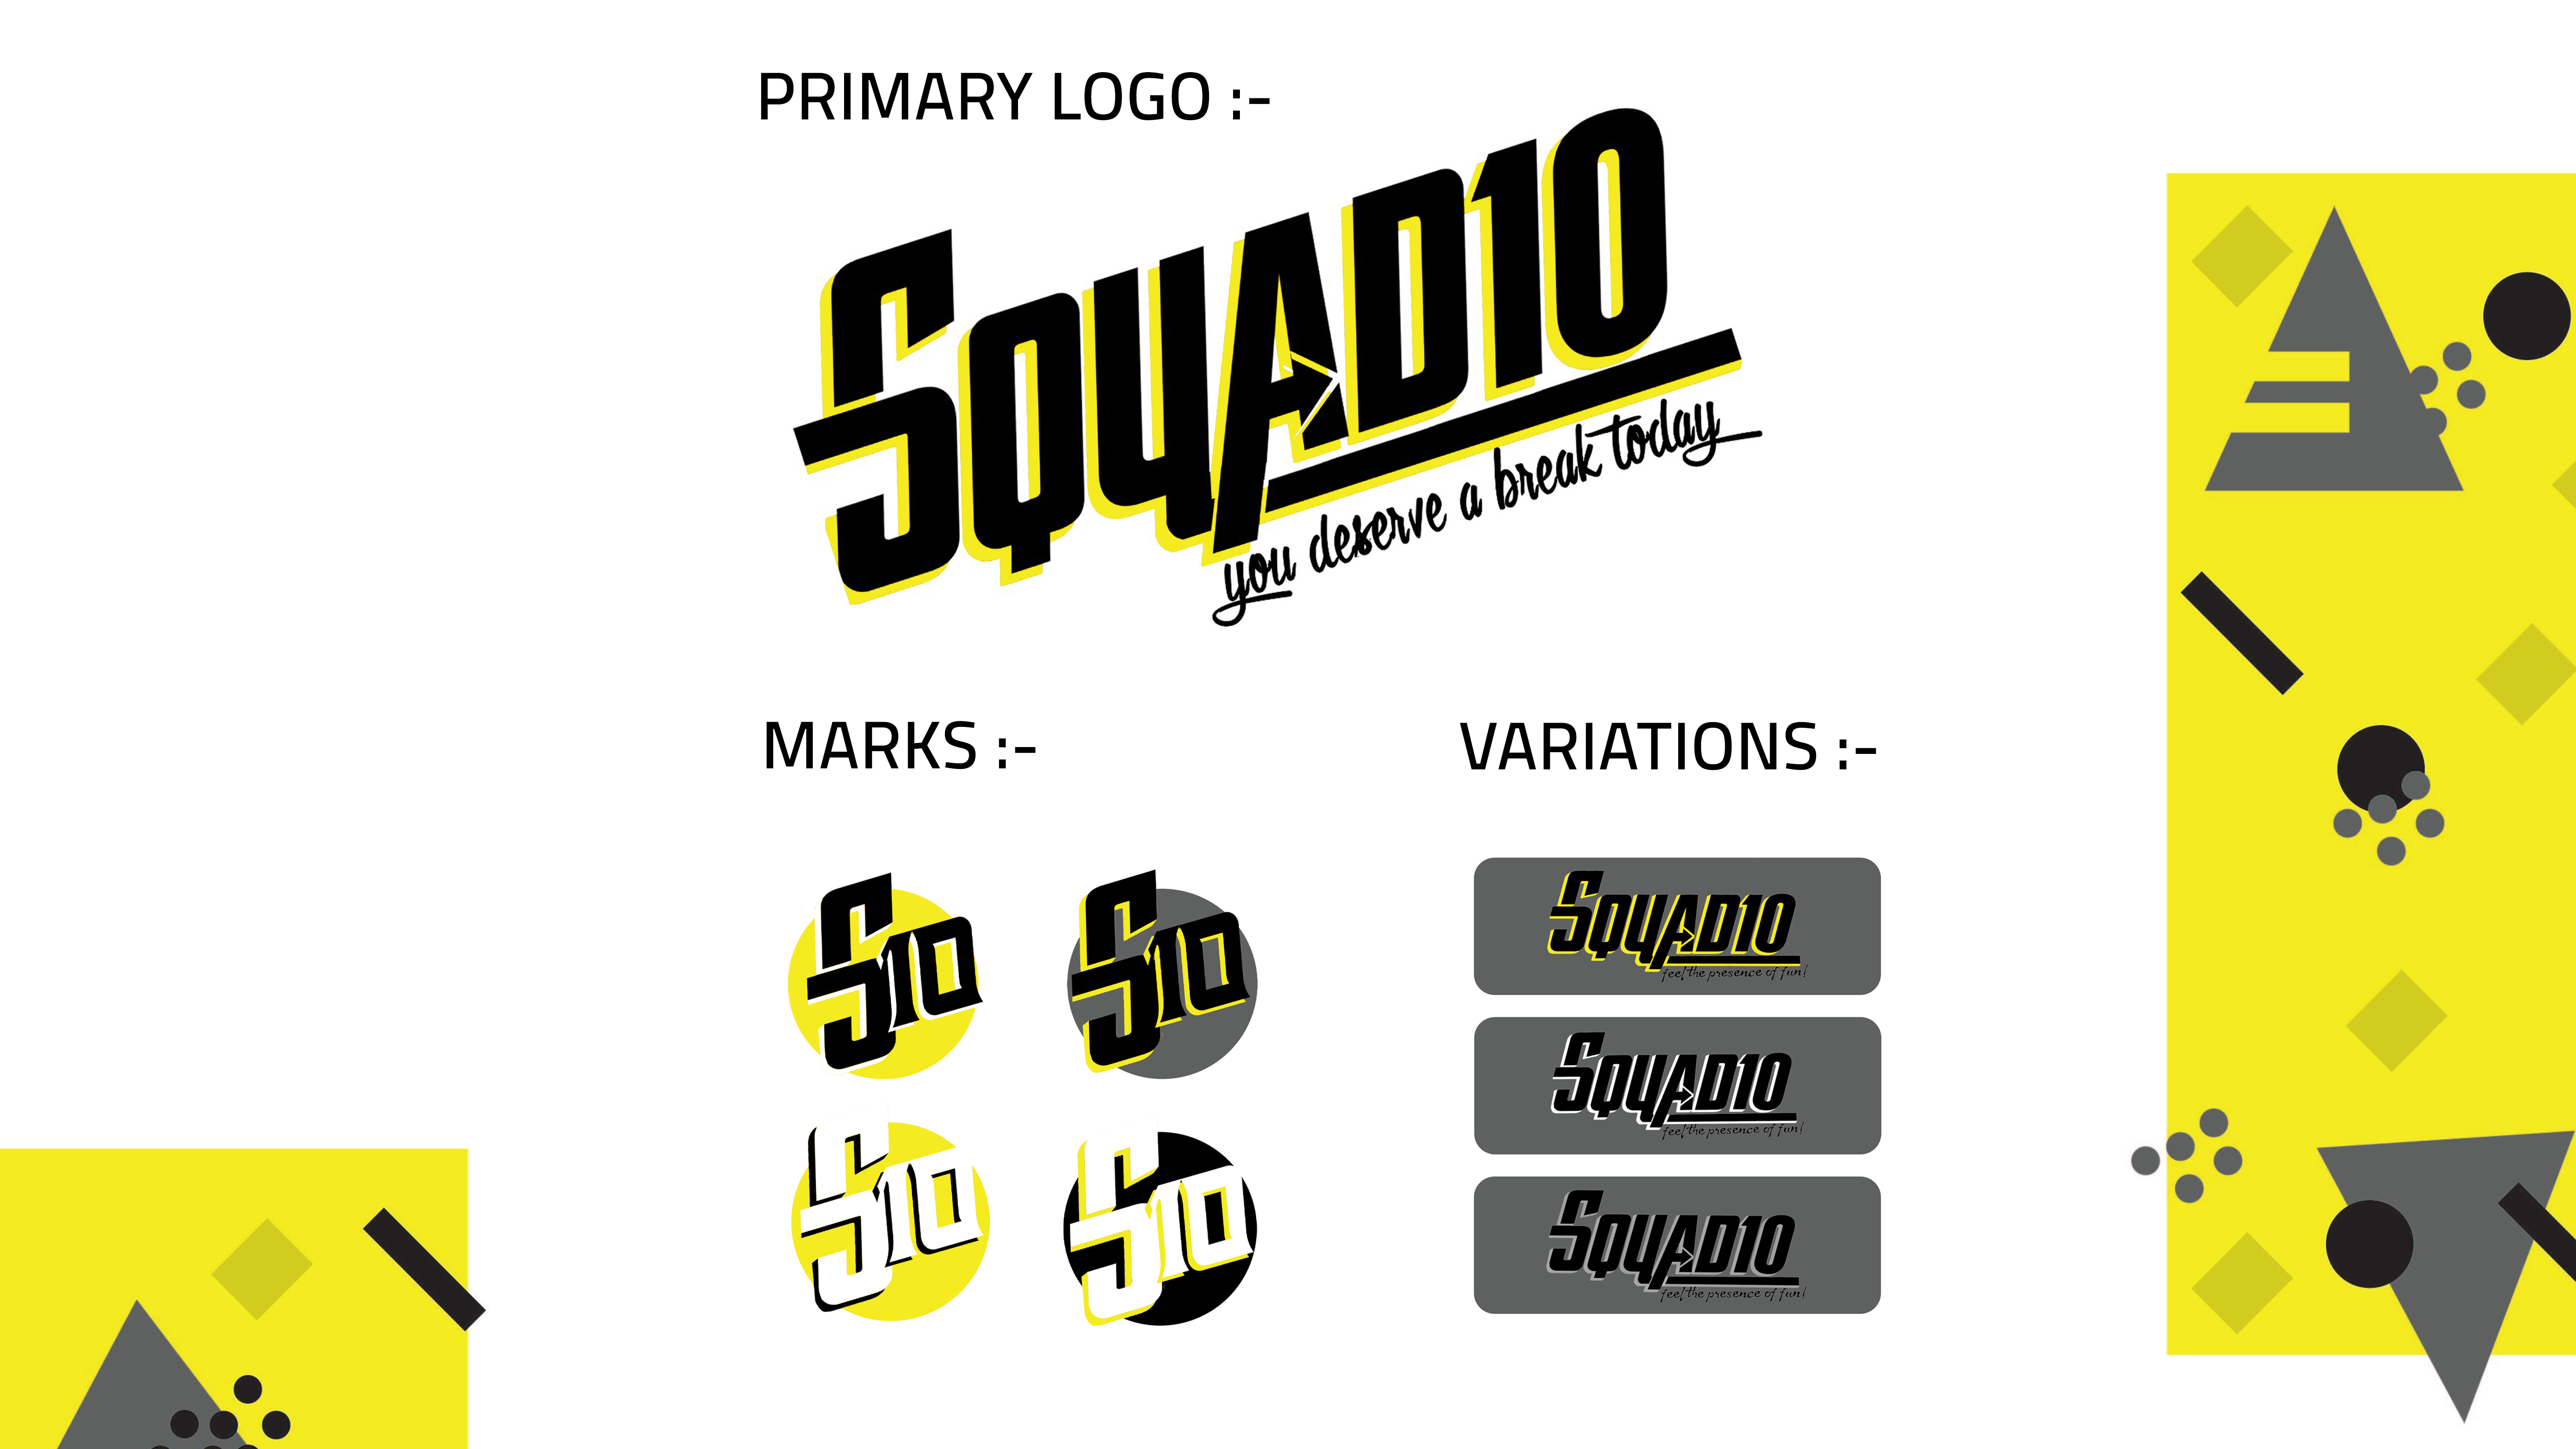 PRIMARY LOGO :-
SquAD10
you deserve a break today
MARKS :-
VARIATIONS :-
S10
S10
S10
S10
SquAD10
feel the presence of fun!
SquAD10
feel the presence of fun!
SquAD10
feel the presence of fun!